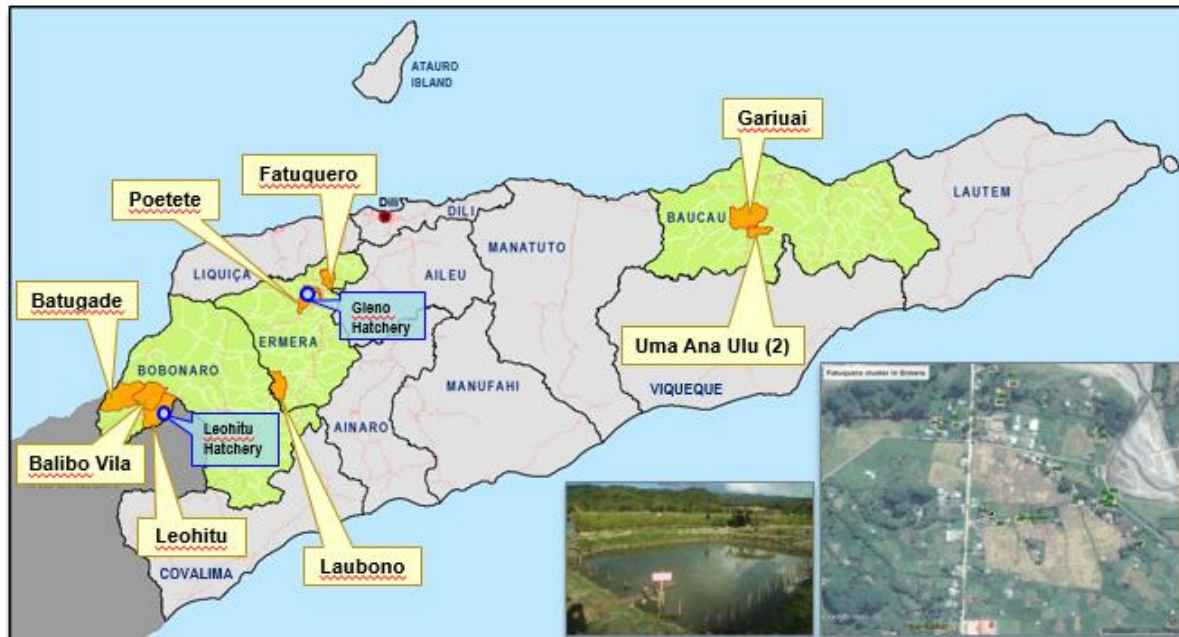 ATAURO
ISLAND
Gariuai
Fatuquero
Poetete
Dili
DILI
BAUCAU
LAUTEM
MANATUTO
LIQUIÇA
AILEU
Batugade
Gleno
Hatchery
ERMERA
Uma Ana Ulu (2)
BOBONARO
MANUFAHI
VIQUEQUE
AINARO
Leohitu
Hatchery
Balibo Vila
Leohitu
Laubono
COVALIMA
Fatuquero cluster in Ermera